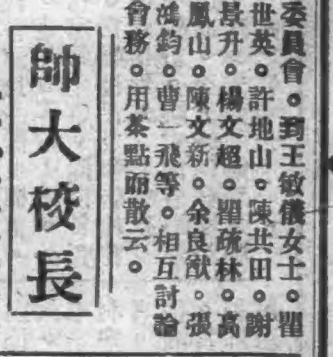 委員會。到王敏儀女士。瞿
世英。許地山。陳共田。謝
景升。楊文超。瞿疏林。高
鳳山。陳文新。余良猷。張
鴻鈞。曹一飛等。相互討論
會務。用茶點而散云。
帥大校長